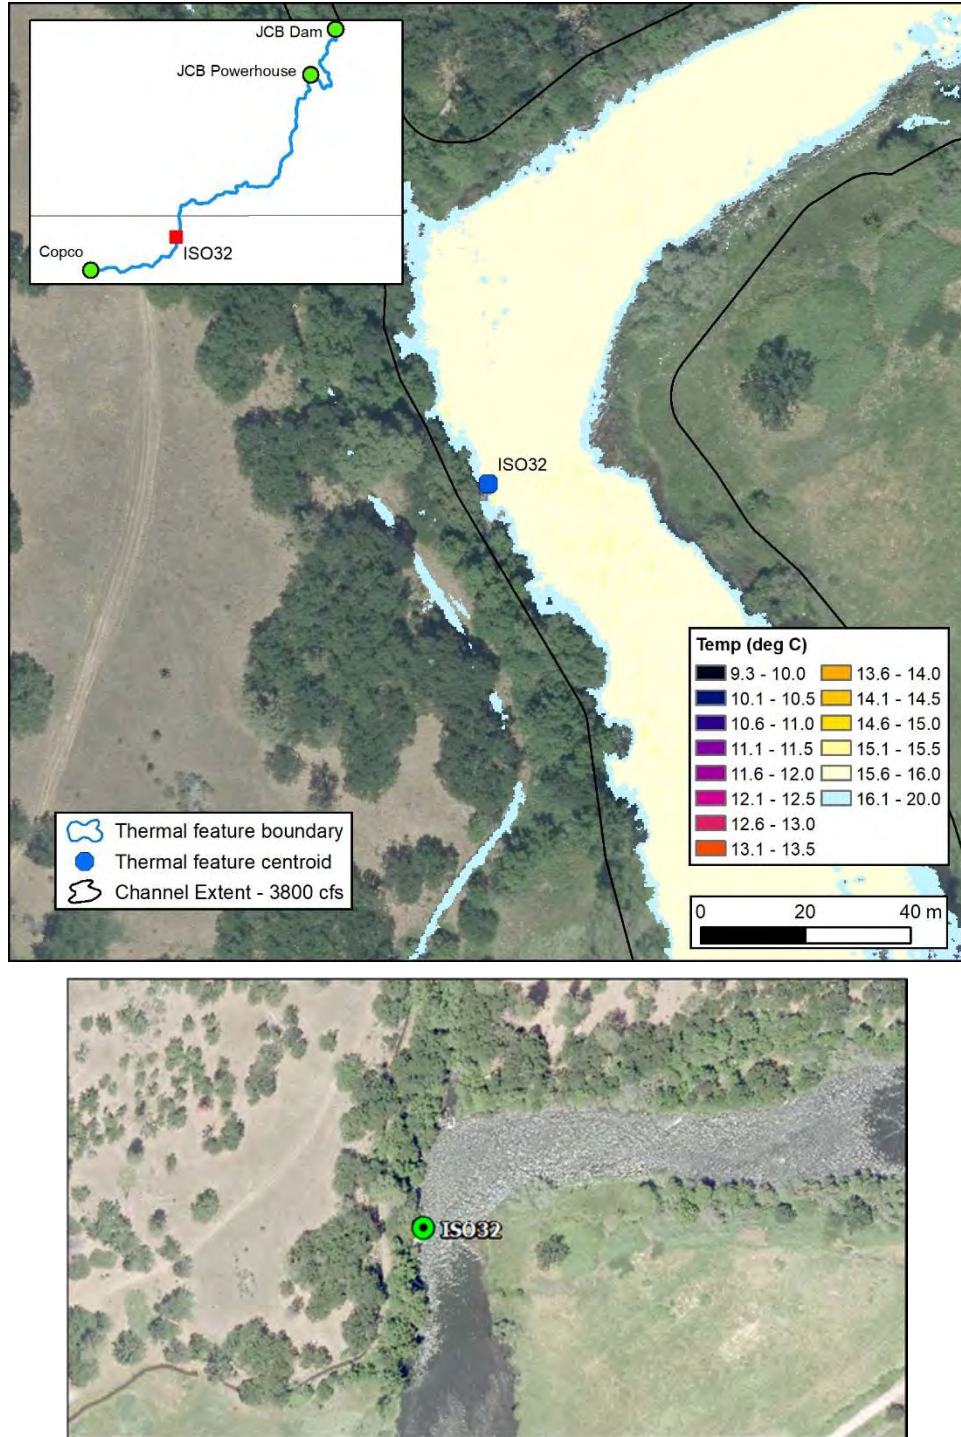 JCB Dam
JCB Powerhouse
Copco
ISO32
ISO32
Temp (deg C)
9.3 - 10.0
13.6 - 14.0
10.1 - 10.5
14.1 - 14.5
10.6 - 11.0
14.6 - 15.0
11.1 - 11.5
15.1 - 15.5
11.6 - 12.0
15.6 - 16.0
12.1 - 12.5
16.1 - 20.0
12.6 - 13.0
13.1 - 13.5
Thermal feature boundary
Thermal feature centroid
Channel Extent - 3800 cfs
0 20 40 m
ISO32